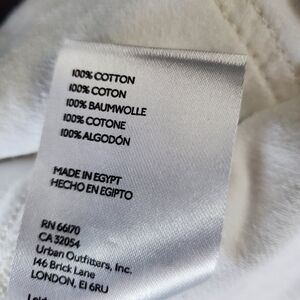 100% COTTON
100% COTON
100% BAUMWOLLE
100% COTONE
100% ALGODÓN
MADE IN EGYPT
HECHO EN EGIPTO
RN 66170
CA 32054
Urban Outfitters, Inc.
146 Brick Lane
LONDON, E1 6RU